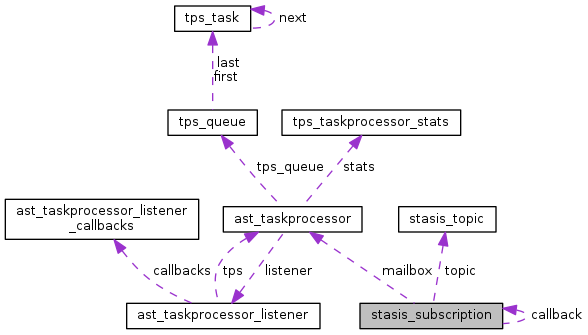 tps_task
next
last
first
tps_queue
tps_taskprocessor_stats
tps_queue
stats
ast_taskprocessor_listener
_callbacks
ast_taskprocessor
stasis_topic
callbacks
tps
listener
mailbox
topic
ast_taskprocessor_listener
stasis_subscription
callback